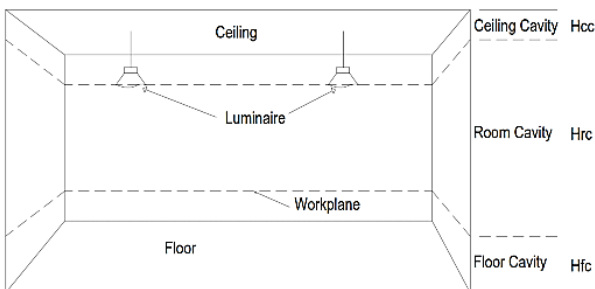 Ceiling
Ceiling Cavity Hcc
Luminaire
Room Cavity Hrc
Workplane
Floor
Floor Cavity Hfc